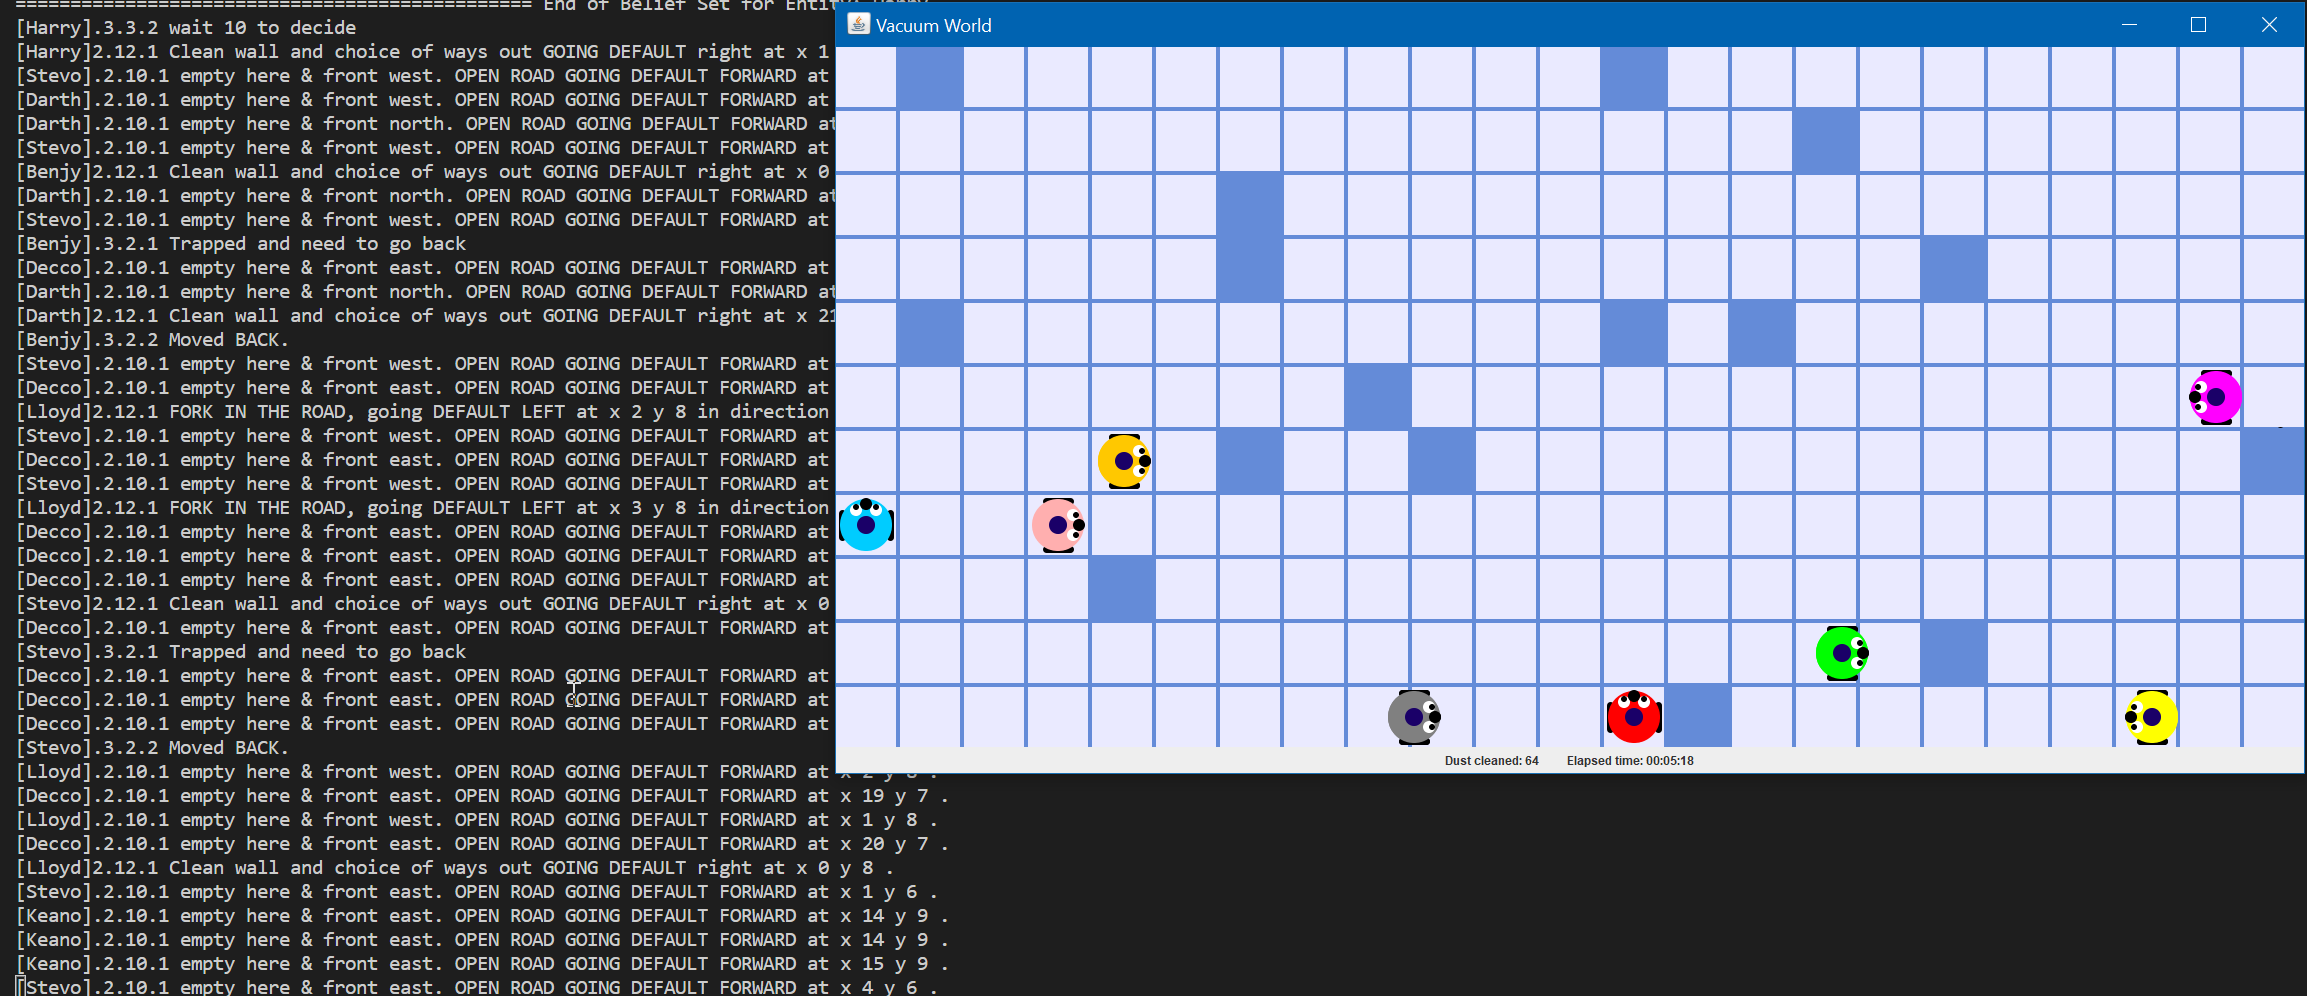 =============================================== End of Belief Set for Entity: Harry
[Harry].3.3.2 wait 10 to decide
[Harry]2.12.1 Clean wall and choice of ways out GOING DEFAULT right at x 1
[Stevo].2.10.1 empty here & front west. OPEN ROAD GOING DEFAULT FORWARD at
[Darth].2.10.1 empty here & front west. OPEN ROAD GOING DEFAULT FORWARD at
[Darth].2.10.1 empty here & front north. OPEN ROAD GOING DEFAULT FORWARD at
[Stevo].2.10.1 empty here & front west. OPEN ROAD GOING DEFAULT FORWARD at
[Benjy]2.12.1 Clean wall and choice of ways out GOING DEFAULT right at x 0
[Darth].2.10.1 empty here & front north. OPEN ROAD GOING DEFAULT FORWARD at
[Stevo].2.10.1 empty here & front west. OPEN ROAD GOING DEFAULT FORWARD at
[Benjy].3.2.1 Trapped and need to go back
[Decco].2.10.1 empty here & front east. OPEN ROAD GOING DEFAULT FORWARD at
[Darth].2.10.1 empty here & front north. OPEN ROAD GOING DEFAULT FORWARD at
[Darth]2.12.1 Clean wall and choice of ways out GOING DEFAULT right at x 21
[Benjy].3.2.2 Moved BACK.
[Stevo].2.10.1 empty here & front west. OPEN ROAD GOING DEFAULT FORWARD at
[Decco].2.10.1 empty here & front east. OPEN ROAD GOING DEFAULT FORWARD at
[Lloyd]2.12.1 FORK IN THE ROAD, going DEFAULT LEFT at x 2 y 8 in direction
[Stevo].2.10.1 empty here & front west. OPEN ROAD GOING DEFAULT FORWARD at
[Decco].2.10.1 empty here & front east. OPEN ROAD GOING DEFAULT FORWARD at
[Stevo].2.10.1 empty here & front west. OPEN ROAD GOING DEFAULT FORWARD at
[Lloyd]2.12.1 FORK IN THE ROAD, going DEFAULT LEFT at x 3 y 8 in direction
[Decco].2.10.1 empty here & front east. OPEN ROAD GOING DEFAULT FORWARD at
[Decco].2.10.1 empty here & front east. OPEN ROAD GOING DEFAULT FORWARD at
[Decco].2.10.1 empty here & front east. OPEN ROAD GOING DEFAULT FORWARD at
[Stevo]2.12.1 Clean wall and choice of ways out GOING DEFAULT right at x 0
[Decco].2.10.1 empty here & front east. OPEN ROAD GOING DEFAULT FORWARD at
[Stevo].3.2.1 Trapped and need to go back
[Decco].2.10.1 empty here & front east. OPEN ROAD GOING DEFAULT FORWARD at
[Decco].2.10.1 empty here & front east. OPEN ROAD GOING DEFAULT FORWARD at
[Decco].2.10.1 empty here & front east. OPEN ROAD GOING DEFAULT FORWARD at
[Stevo].3.2.2 Moved BACK.
[Lloyd].2.10.1 empty here & front west. OPEN ROAD GOING DEFAULT FORWARD at x 2 y 8 .
[Decco].2.10.1 empty here & front east. OPEN ROAD GOING DEFAULT FORWARD at x 19 y 7 .
[Lloyd].2.10.1 empty here & front west. OPEN ROAD GOING DEFAULT FORWARD at x 1 y 8 .
[Decco].2.10.1 empty here & front east. OPEN ROAD GOING DEFAULT FORWARD at x 20 y 7 .
[Lloyd]2.12.1 Clean wall and choice of ways out GOING DEFAULT right at x 0 y 8 .
[Stevo].2.10.1 empty here & front east. OPEN ROAD GOING DEFAULT FORWARD at x 1 y 6 .
[Keano].2.10.1 empty here & front east. OPEN ROAD GOING DEFAULT FORWARD at x 14 y 9 .
[Keano].2.10.1 empty here & front east. OPEN ROAD GOING DEFAULT FORWARD at x 14 y 9 .
[Keano].2.10.1 empty here & front east. OPEN ROAD GOING DEFAULT FORWARD at x 15 y 9 .
[Stevo].2.10.1 empty here & front east. OPEN ROAD GOING DEFAULT FORWARD at x 4 y 6 .
Vacuum World
Dust cleaned: 64 Elapsed time: 00:05:18